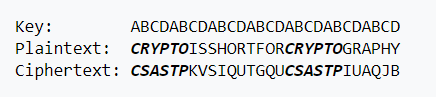 Key:        ABCDABCDABCDABCDABCDABCDABCD
Plaintext:  CRYPTOISSHORTFORCRYPTOGRAPHY
Ciphertext: CSASTPKVSIQUTGQUCSASTPIUAQJB